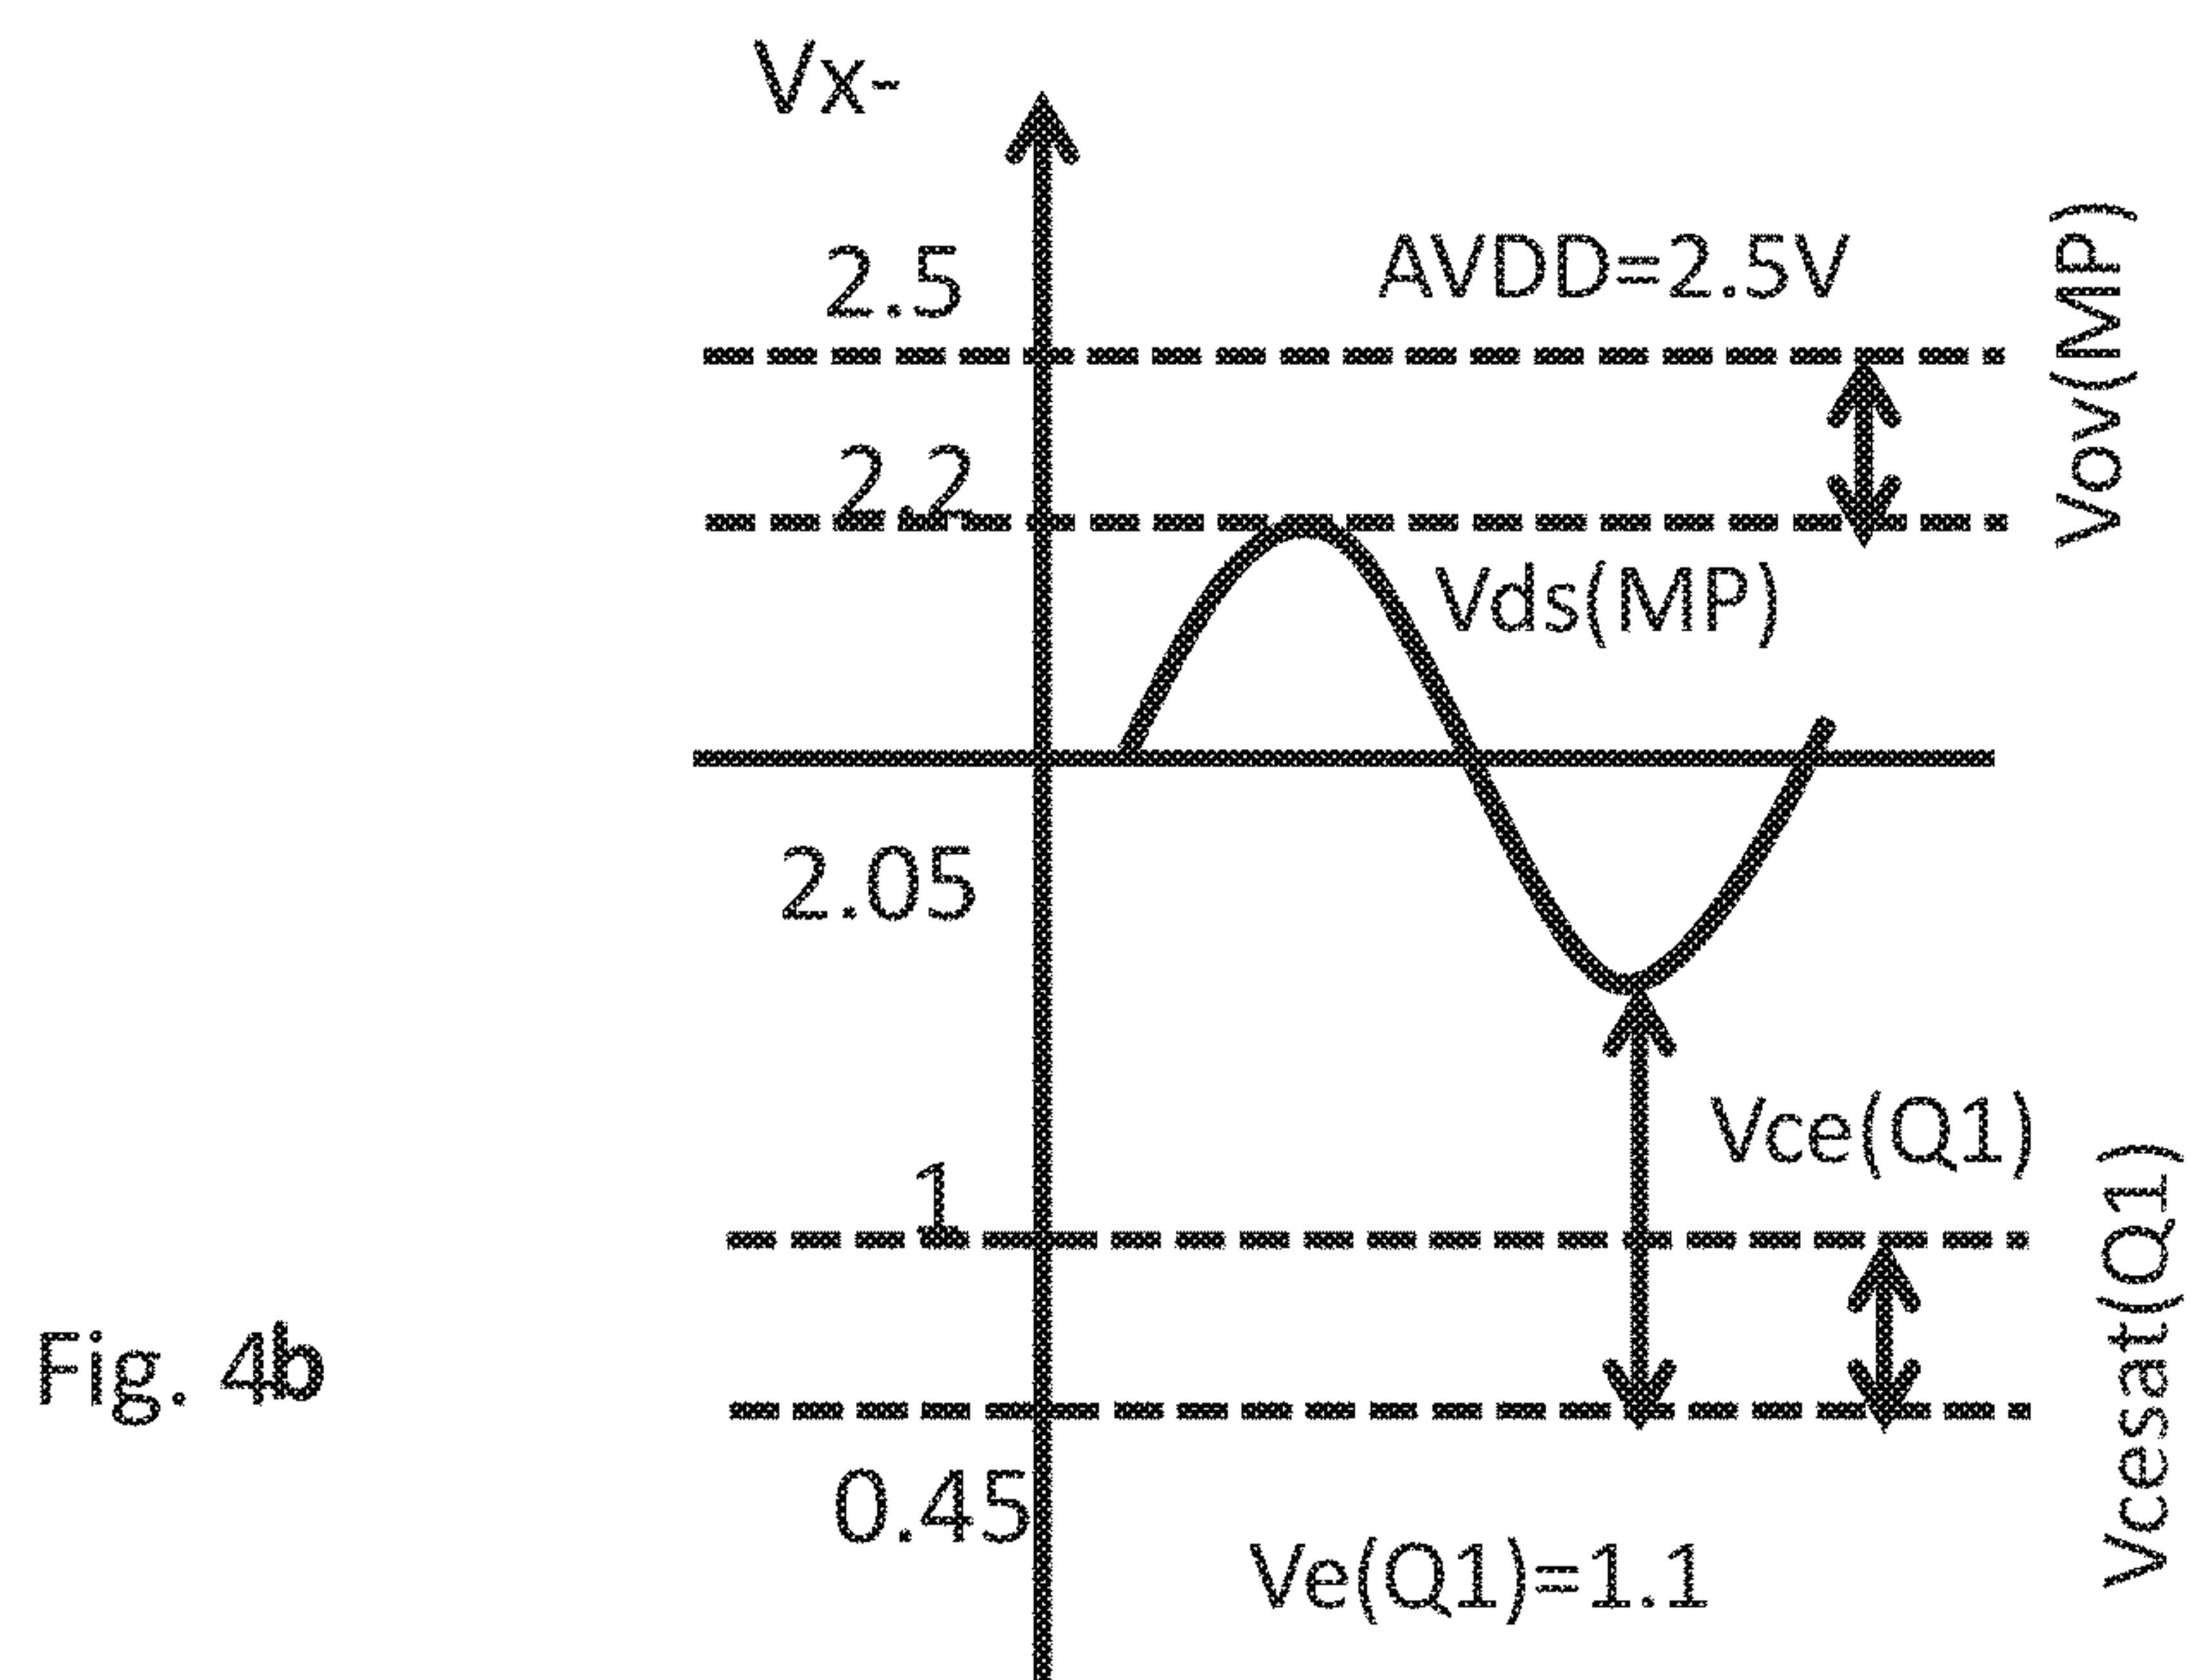 Vx-
2.5
AVDD=2.5V
Vov(MP)
2.2
Vds(MP)
2.05
Vce(Q1)
1
Vcesat(Q1)
Fig. 4b
0.45
Ve(Q1)=1.1